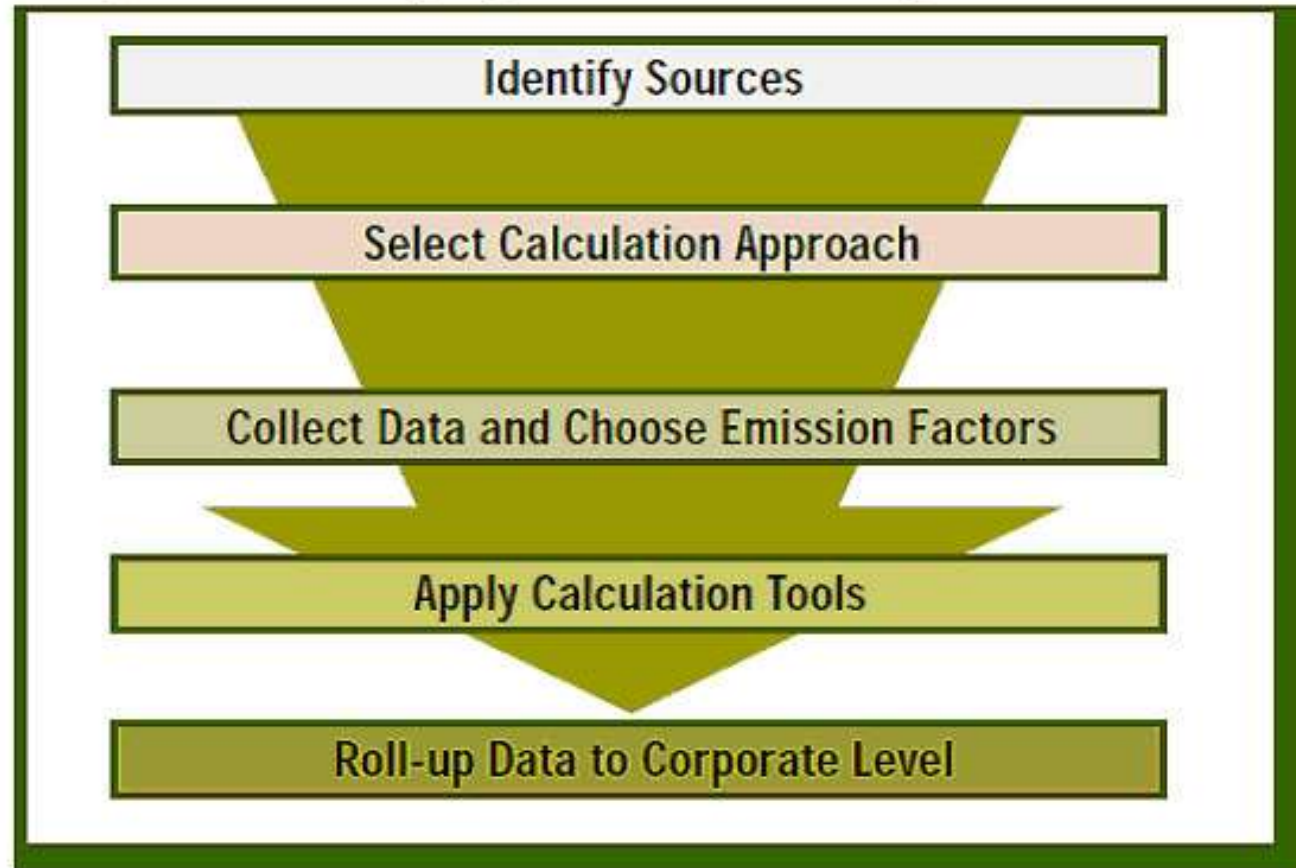 Identify Sources
Select Calculation Approach
Collect Data and Choose Emission Factors
Apply Calculation Tools
Roll-up Data to Corporate Level